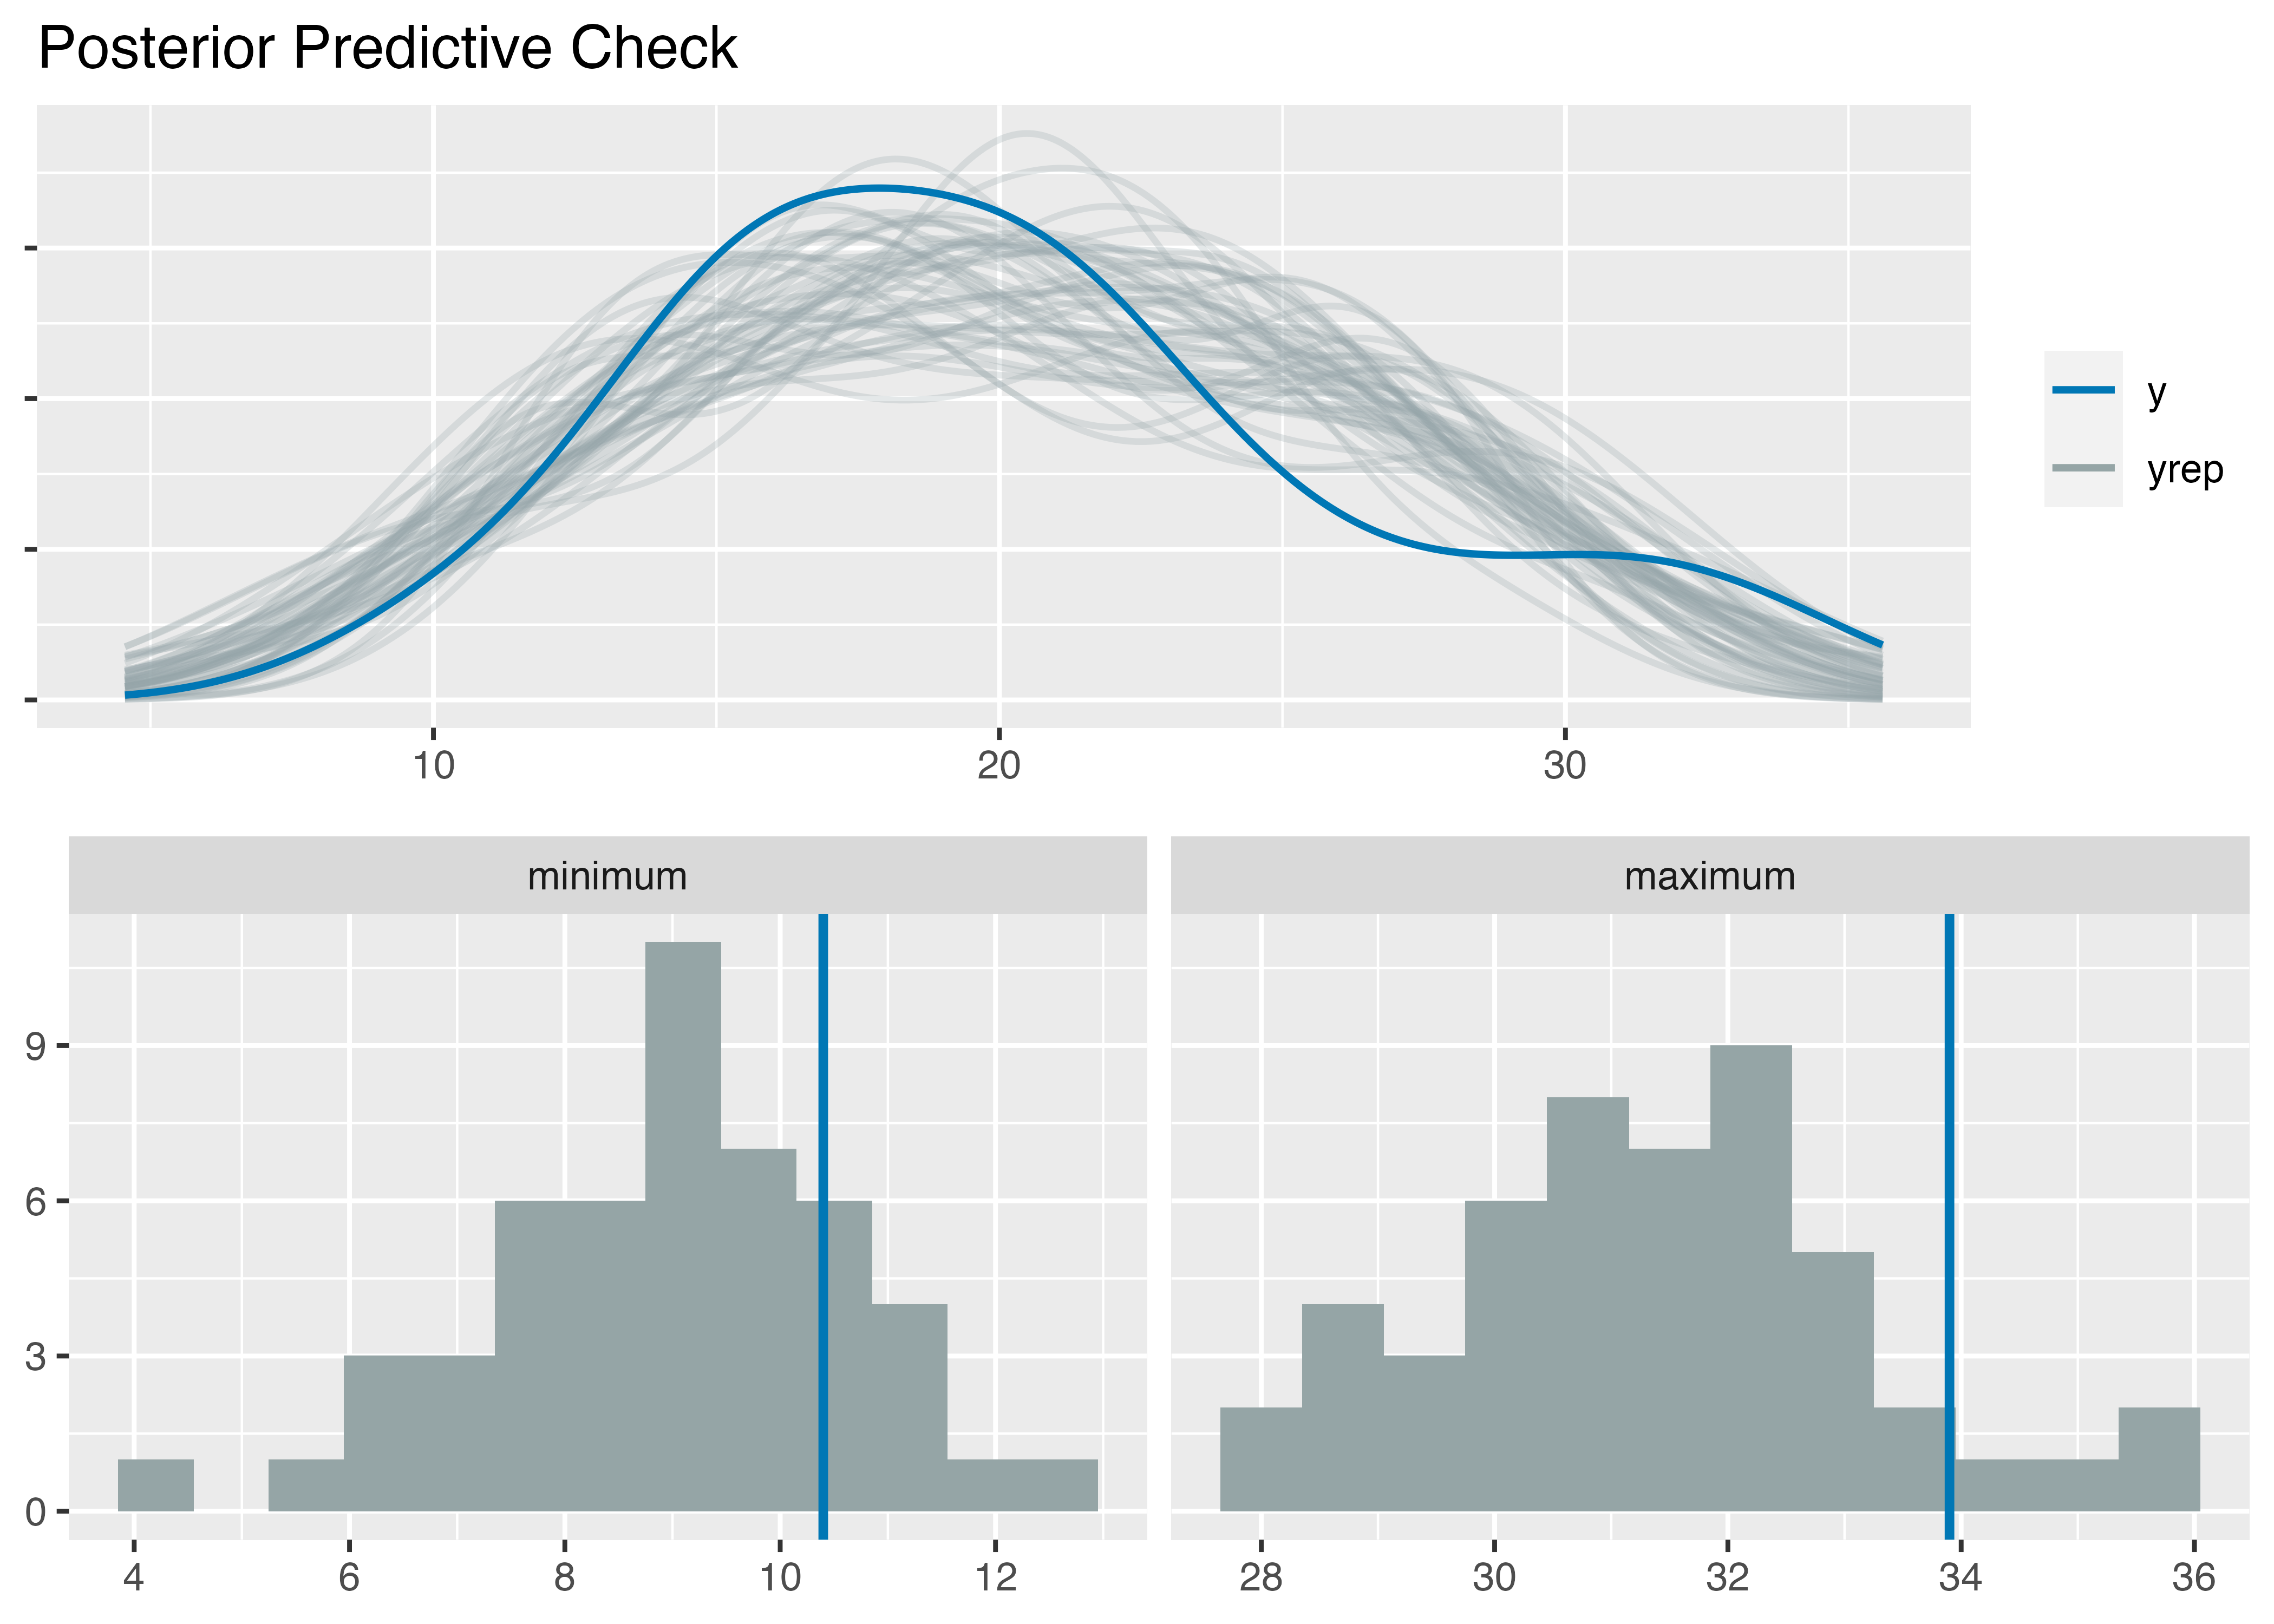 Posterior Predictive Check
y
yrep
10 20 30
minimum maximum
9
6
3
0
4 6 8 10 12 28 30 32 34 36